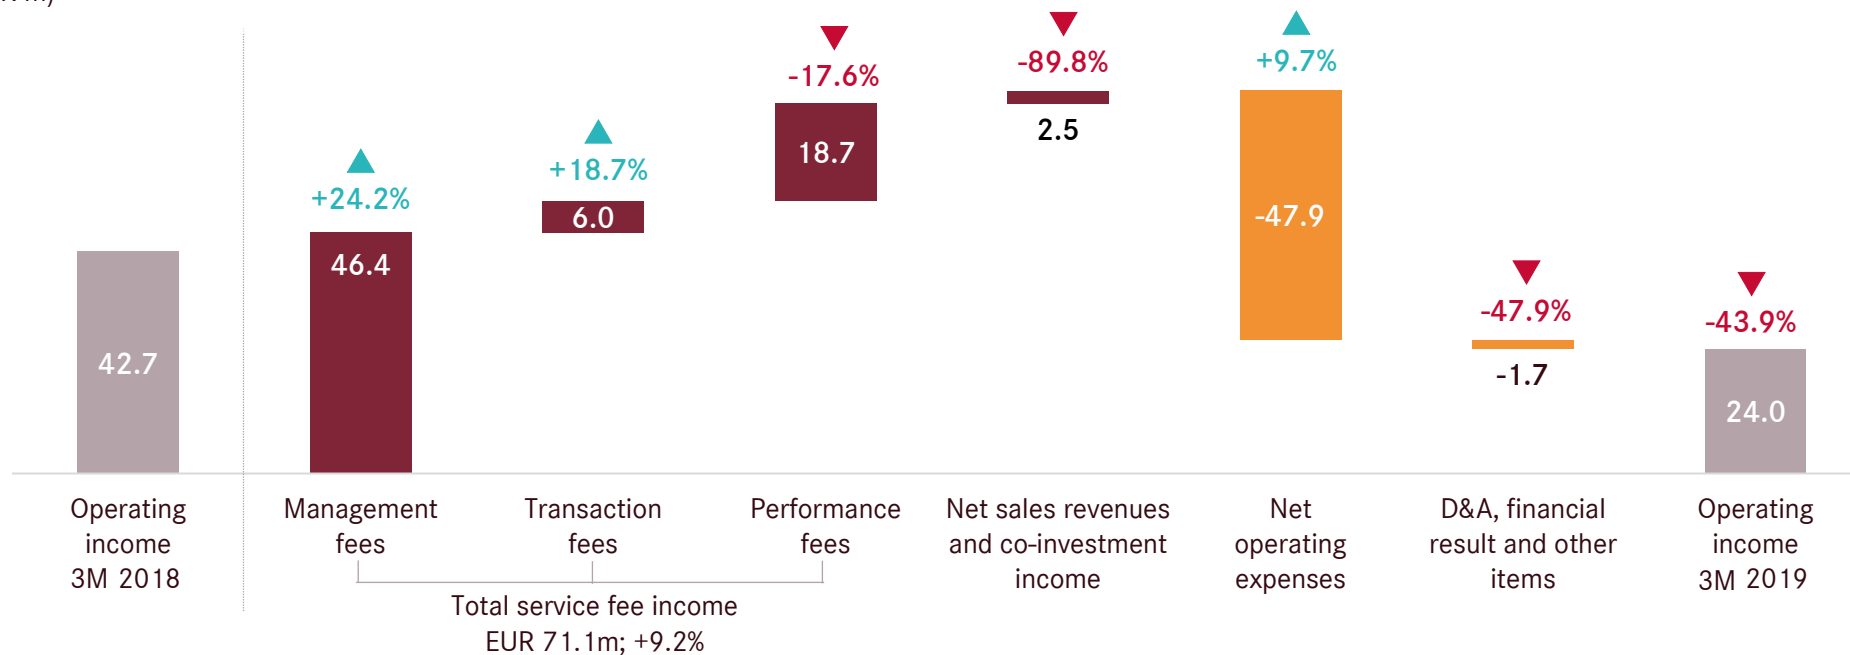 -17.6%
-89.8%
+9.7%
+18.7%
+24.2%
18.7
2.5
6.0
-47.9
46.4
-47.9%
-43.9%
42.7
-1.7
24.0
Operating
income
3M 2018
Management
fees
Transaction
fees
Performance
fees
Net sales revenues
and co-investment
income
Net
operating
expenses
D&A, financial
result and other
items
Operating
income
3M 2019
Total service fee income
EUR 71.1m; +9.2%